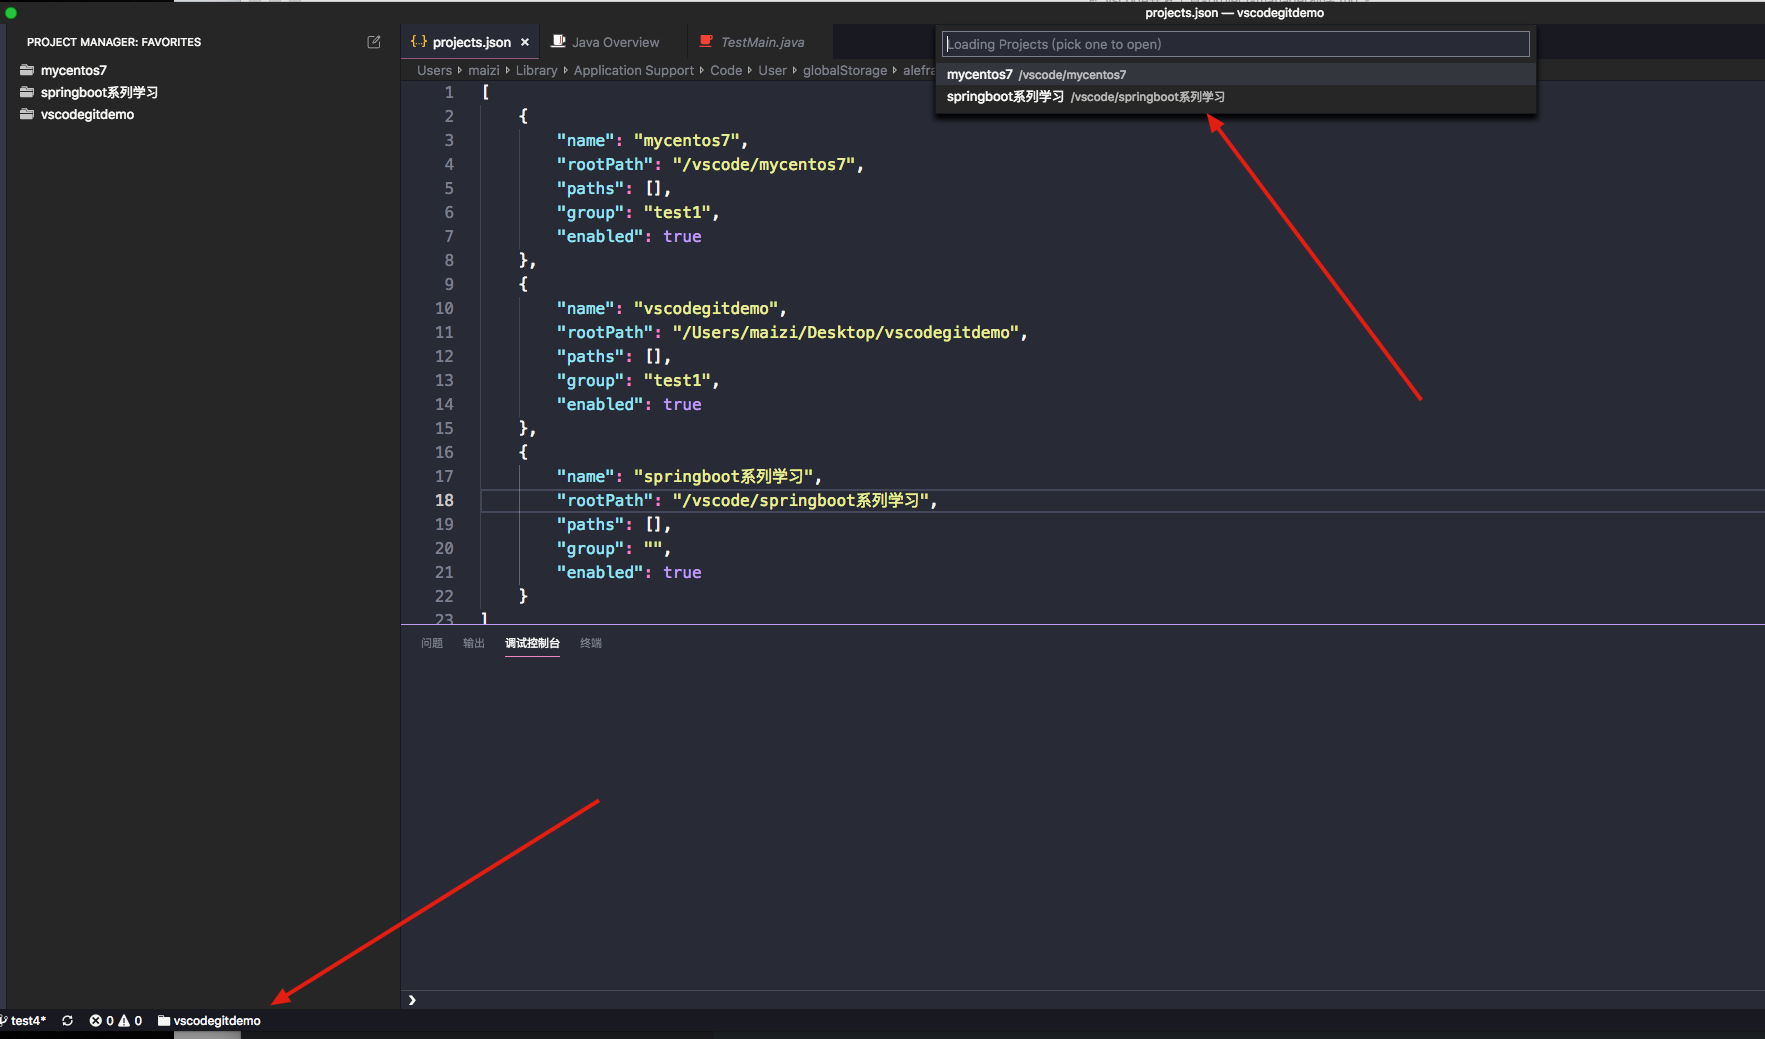 projects.json — vscodegitdemo
PROJECT MANAGER: FAVORITES
mycentos7
springboot系列学习
vscodegitdemo
{..} projects.json ×
Java Overview
TestMain.java
Users ▸ maizi ▸ Library ▸ Application Support ▸ Code ▸ User ▸ globalStorage ▸ alefra
Loading Projects (pick one to open)
mycentos7 /vscode/mycentos7
springboot系列学习 /vscode/springboot系列学习
1 [
2 {
3 "name": "mycentos7",
4 "rootPath": "/vscode/mycentos7",
5 "paths": [],
6 "group": "test1",
7 "enabled": true
8 },
9 {
10 "name": "vscodegitdemo",
11 "rootPath": "/Users/maizi/Desktop/vscodegitdemo",
12 "paths": [],
13 "group": "test1",
14 "enabled": true
15 },
16 {
17 "name": "springboot系列学习",
18 "rootPath": "/vscode/springboot系列学习",
19 "paths": [],
20 "group": "",
21 "enabled": true
22 }
23 ]
问题 输出 调试控制台 终端
❯
test4* 0 0 vscodegitdemo